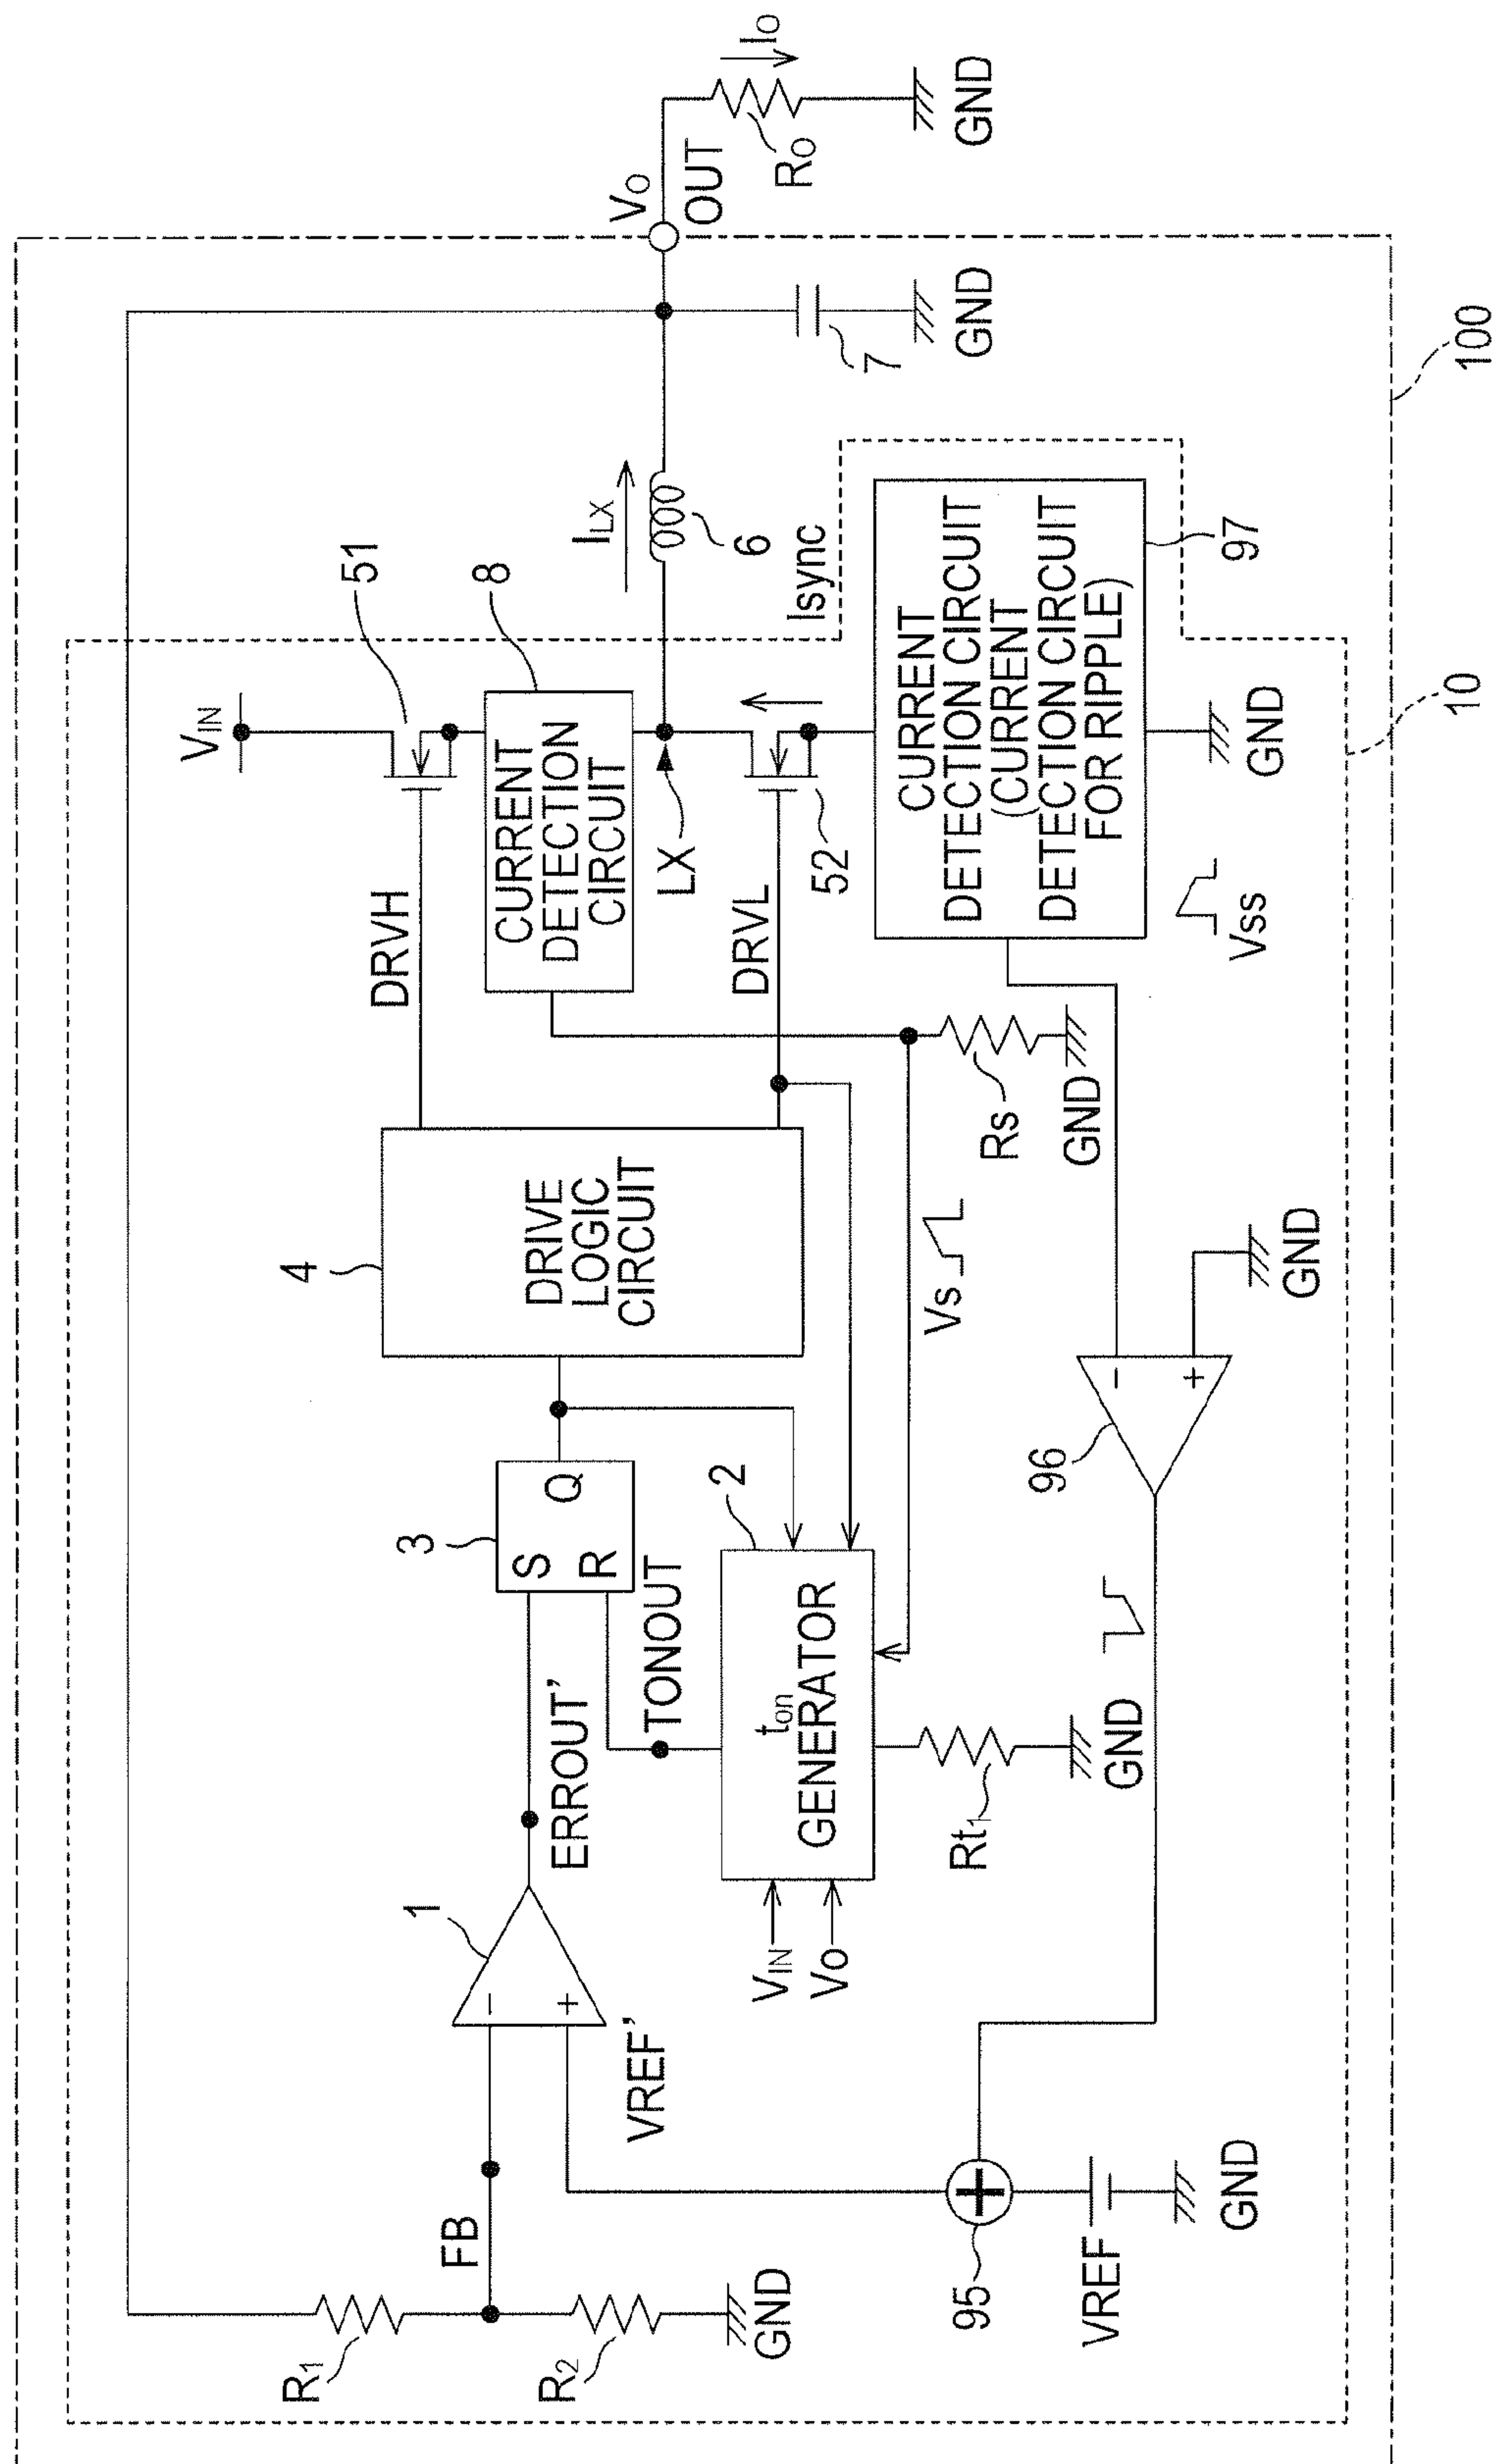 VIN
51
DRVH
8
CURRENT
DETECTION
CIRCUIT
ILX
6
VO
OUT
IO
RO
GND
7
GND
LX
DRVL
52
Isync
CURRENT
DETECTION CIRCUIT
(CURRENT
DETECTION CIRCUIT
FOR RIPPLE)
97
GND
Vss
4
DRIVE
LOGIC
CIRCUIT
Rs
GND
Vs
3
S
Q
R
ERROUT'
TONOUT
2
ton
GENERATOR
VIN
Vo
Rt1
GND
1
-
+
VREF'
FB
R1
R2
GND
95
VREF
GND
96
-
+
GND
10
100